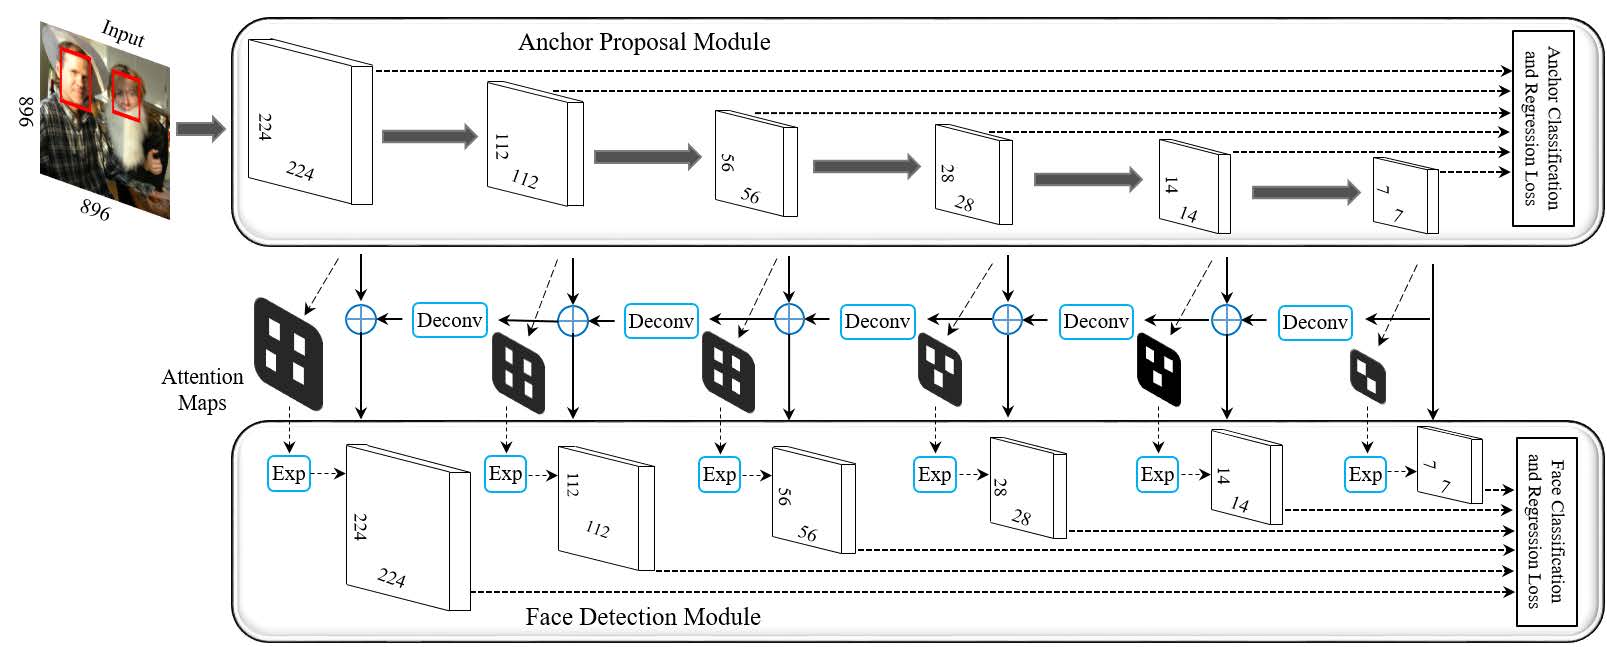 Input
896
896
Anchor Proposal Module
224
224
112
112
56
56
28
28
14
14
7
7
Anchor Classification
and Regression Loss
Deconv
Deconv
Deconv
Deconv
Deconv
Attention
Maps
Exp
Exp
Exp
Exp
Exp
Exp
224
224
112
112
56
56
28
28
14
14
7
7
Face Classification
and Regression Loss
Face Detection Module